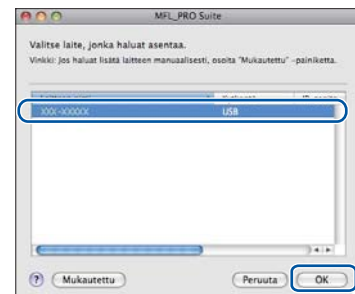 MFL_PRO Suite
Valitse laite, jonka haluat asentaa.
Vinkki: Jos haluat lisätä laitteen manuaalisesti, osoita "Mukautettu" -painiketta.
XXX-XXXXX USB
? Mukautettu Peruuta OK